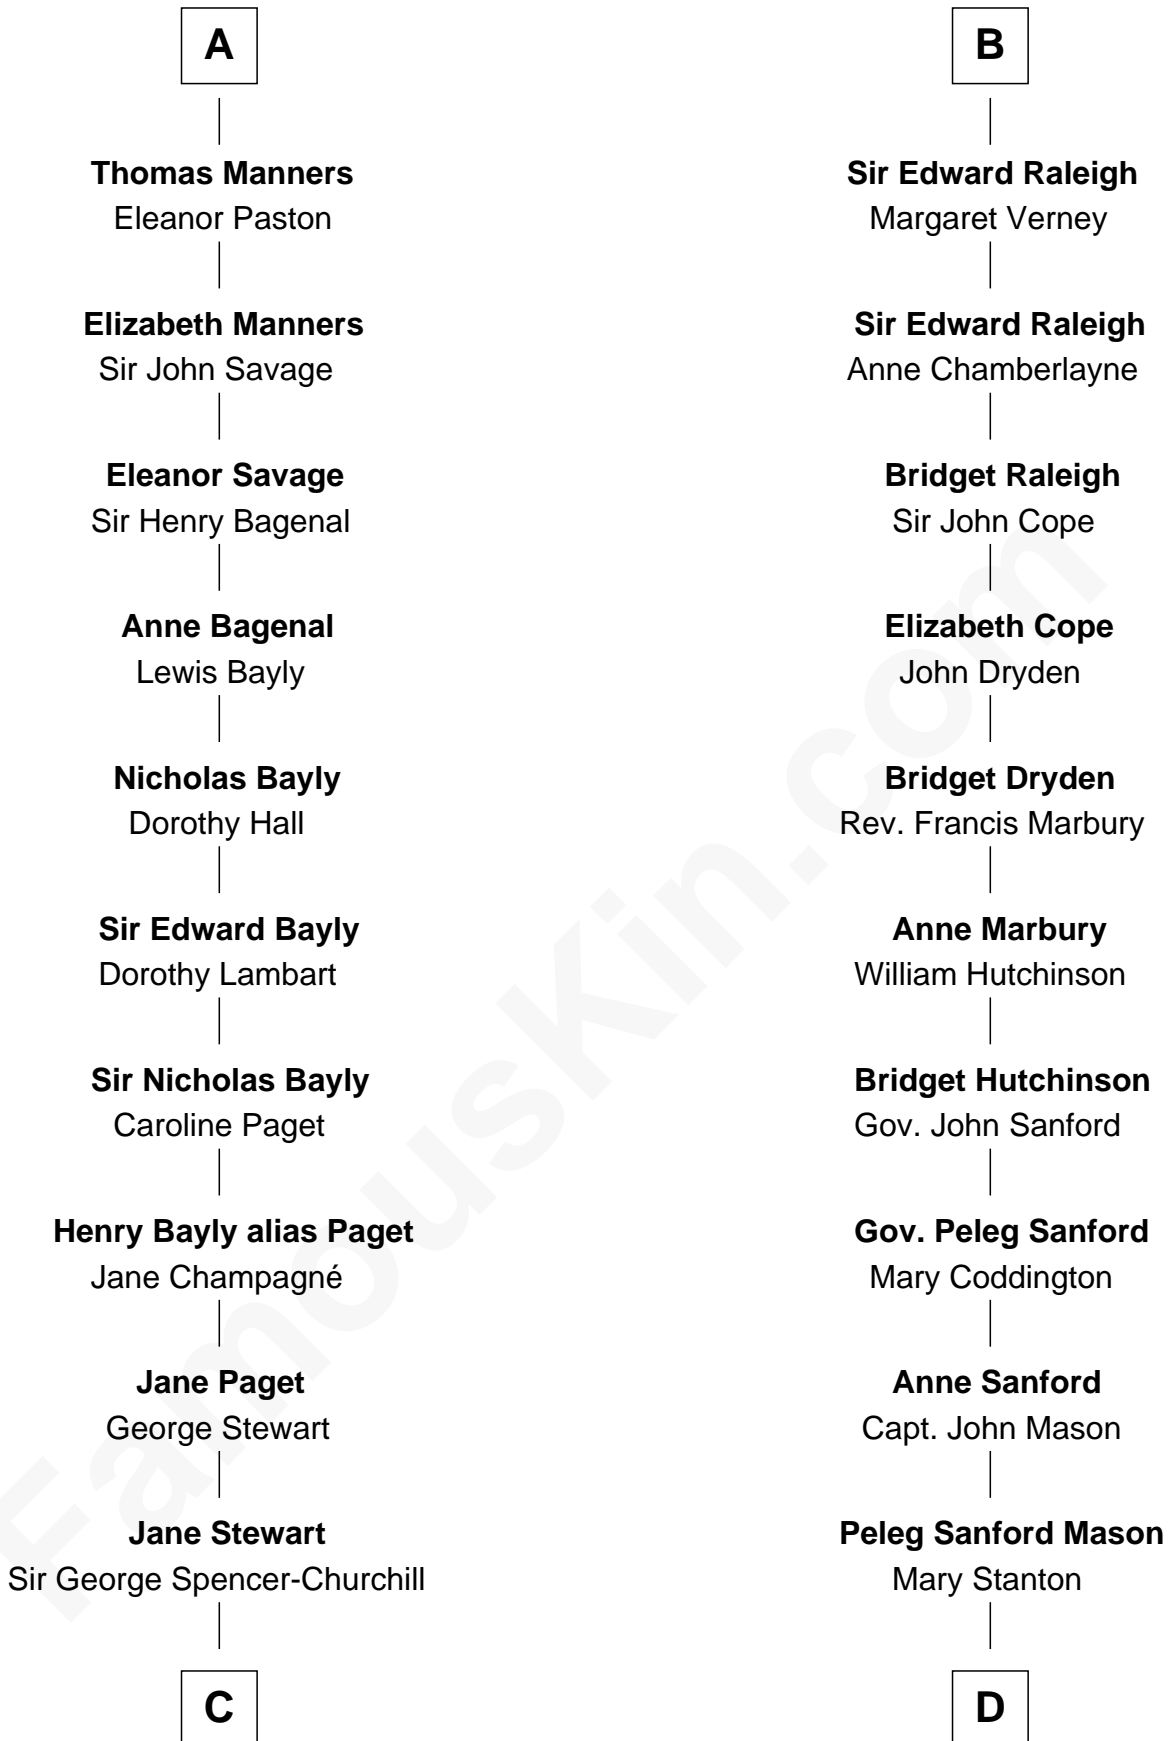 A
Thomas Manners
Eleanor Paston
Elizabeth Manners
Sir John Savage
Eleanor Savage
Sir Henry Bagenal
Anne Bagenal
Lewis Bayly
Nicholas Bayly
Dorothy Hall
Sir Edward Bayly
Dorothy Lambart
Sir Nicholas Bayly
Caroline Paget
Henry Bayly alias Paget
Jane Champagné
Jane Paget
George Stewart
Jane Stewart
Sir George Spencer-Churchill
C
B
Sir Edward Raleigh
Margaret Verney
Sir Edward Raleigh
Anne Chamberlayne
Bridget Raleigh
Sir John Cope
Elizabeth Cope
John Dryden
Bridget Dryden
Rev. Francis Marbury
Anne Marbury
William Hutchinson
Bridget Hutchinson
Gov. John Sanford
Gov. Peleg Sanford
Mary Coddington
Anne Sanford
Capt. John Mason
Peleg Sanford Mason
Mary Stanton
D
FamousKin.com